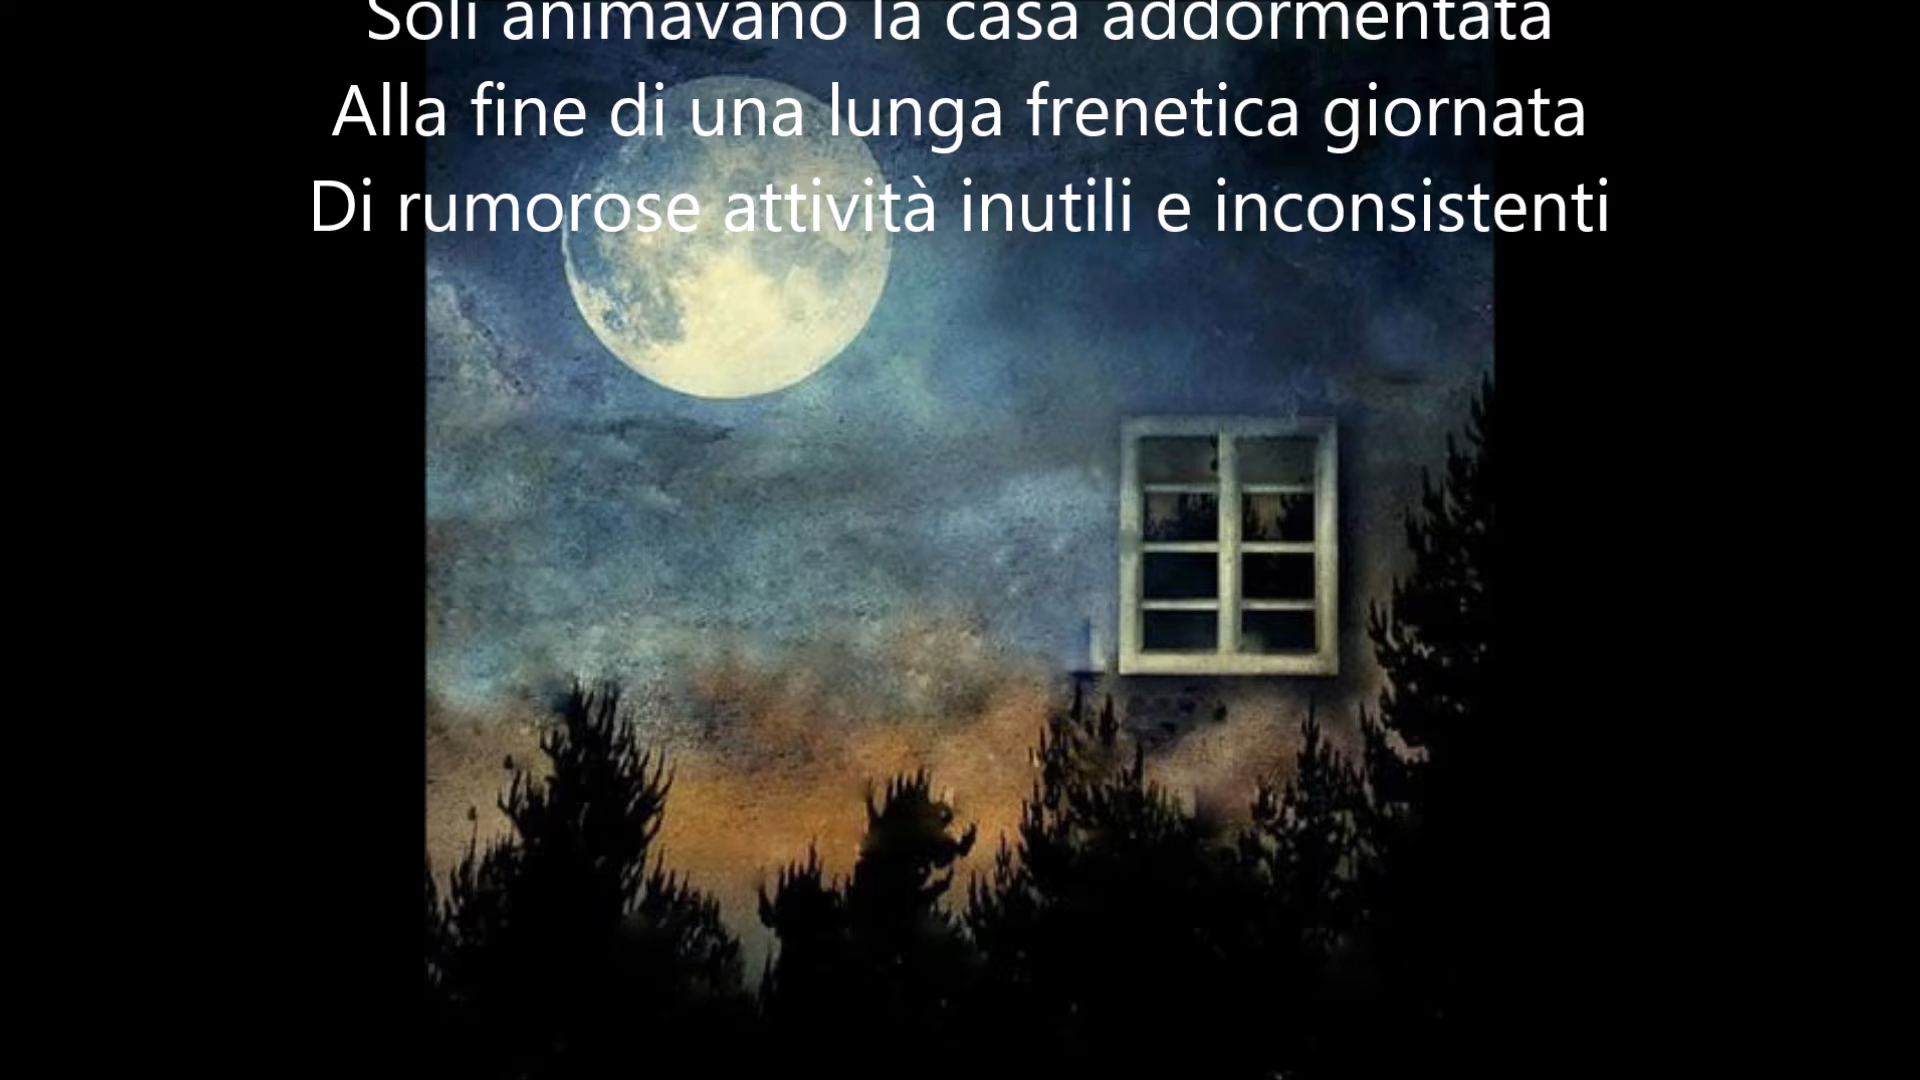 Soli animavano la casa addormentata
Alla fine di una lunga frenetica giornata
Di rumorose attività inutili e inconsistenti